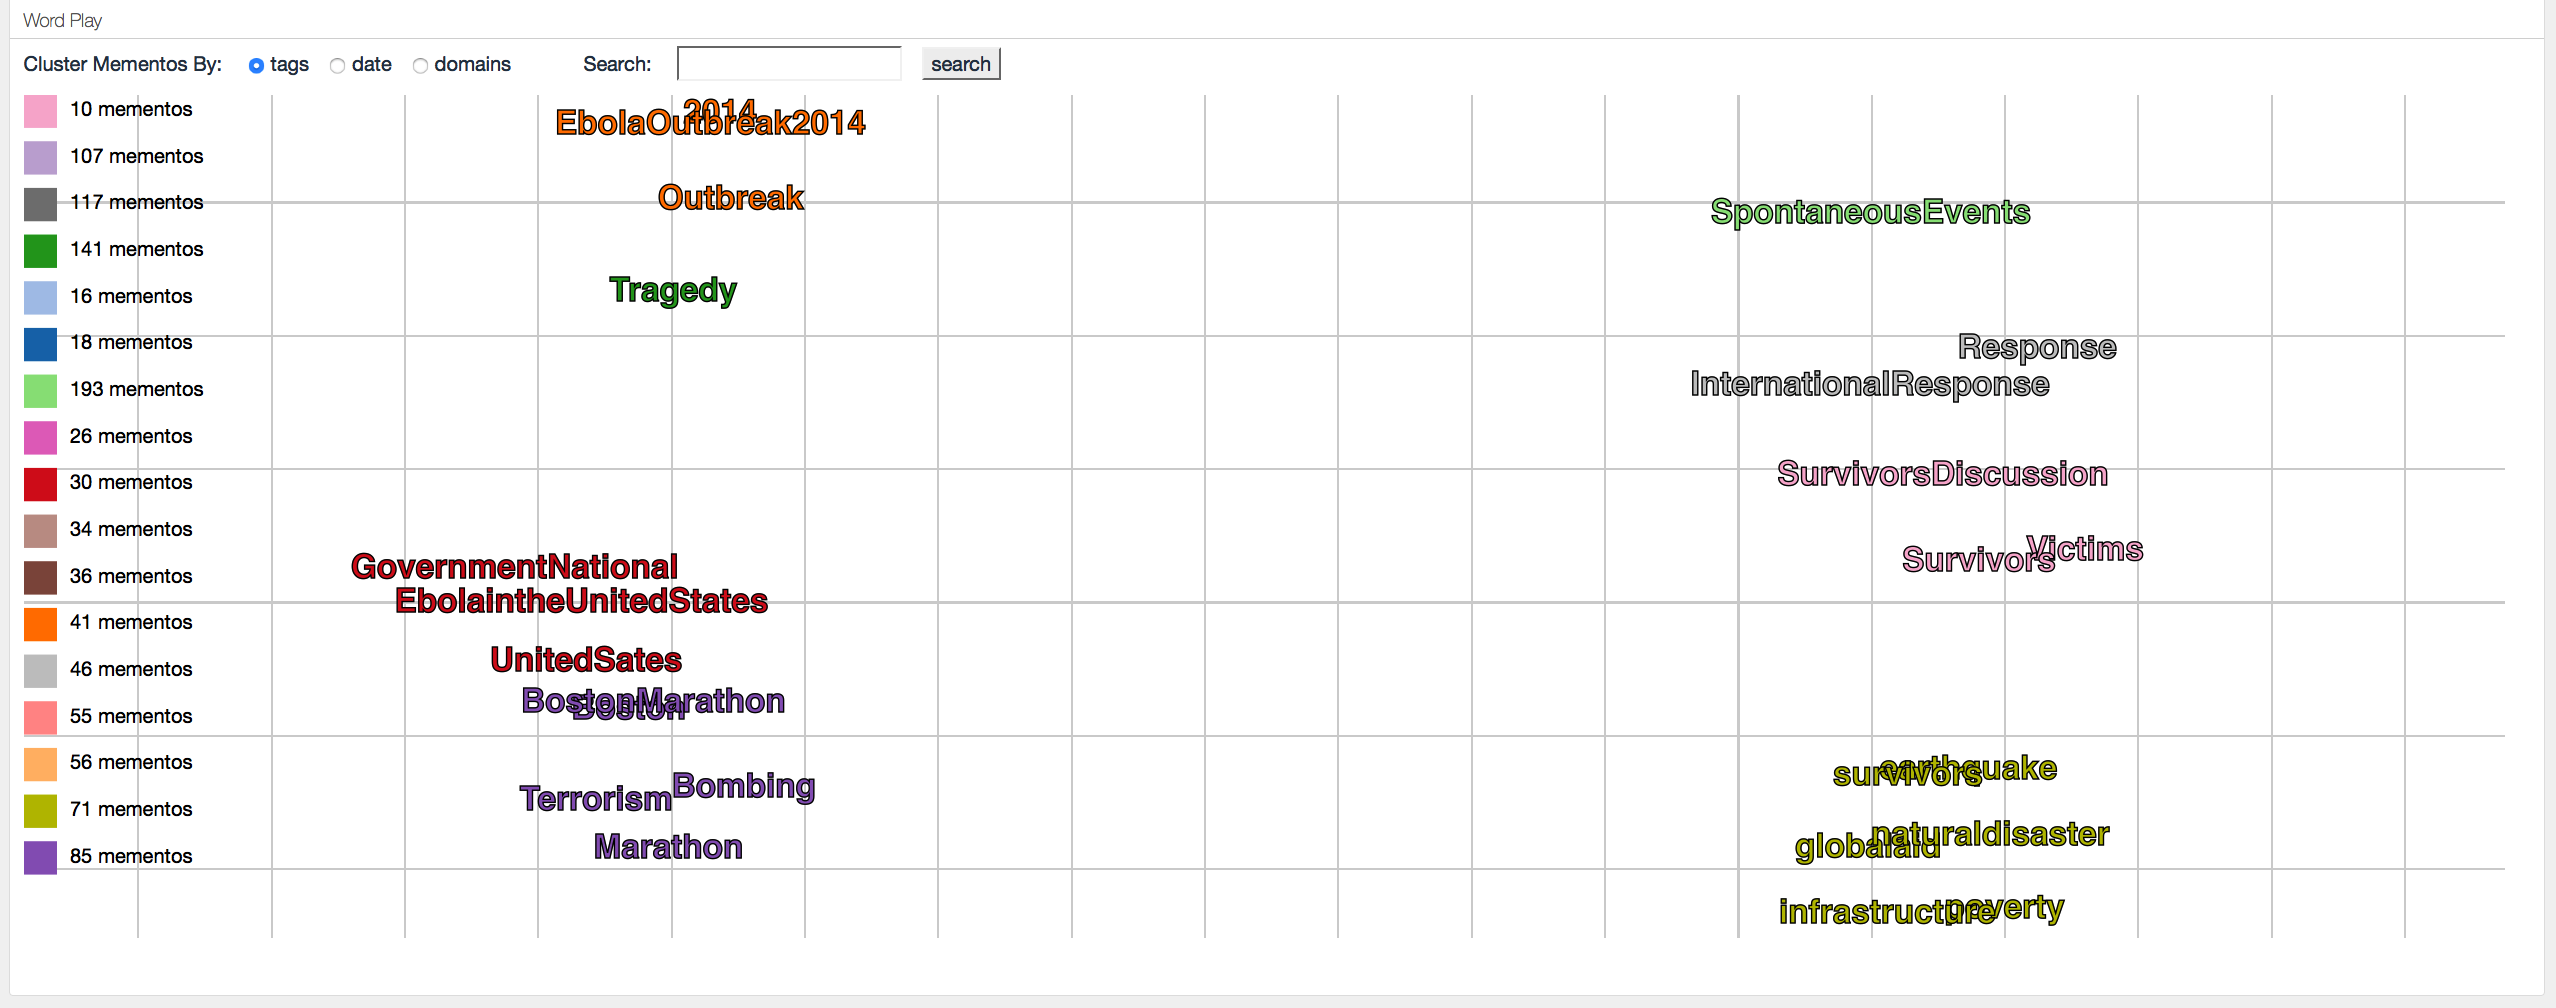 Word Play
Cluster Mementos By: tags date domains Search: search
10 mementos
107 mementos
117 mementos
141 mementos
16 mementos
18 mementos
193 mementos
26 mementos
30 mementos
34 mementos
36 mementos
41 mementos
46 mementos
55 mementos
56 mementos
71 mementos
85 mementos
2014
EbolaOutbreak2014
Outbreak
Tragedy
GovernmentNational
EbolaintheUnitedStates
UnitedSates
BostonMarathon
Boston
Bombing
Terrorism
Marathon
SpontaneousEvents
Response
InternationalResponse
SurvivorsDiscussion
Victims
Survivors
earthquake
survivors
naturaldisaster
globalaid
poverty
infrastructure